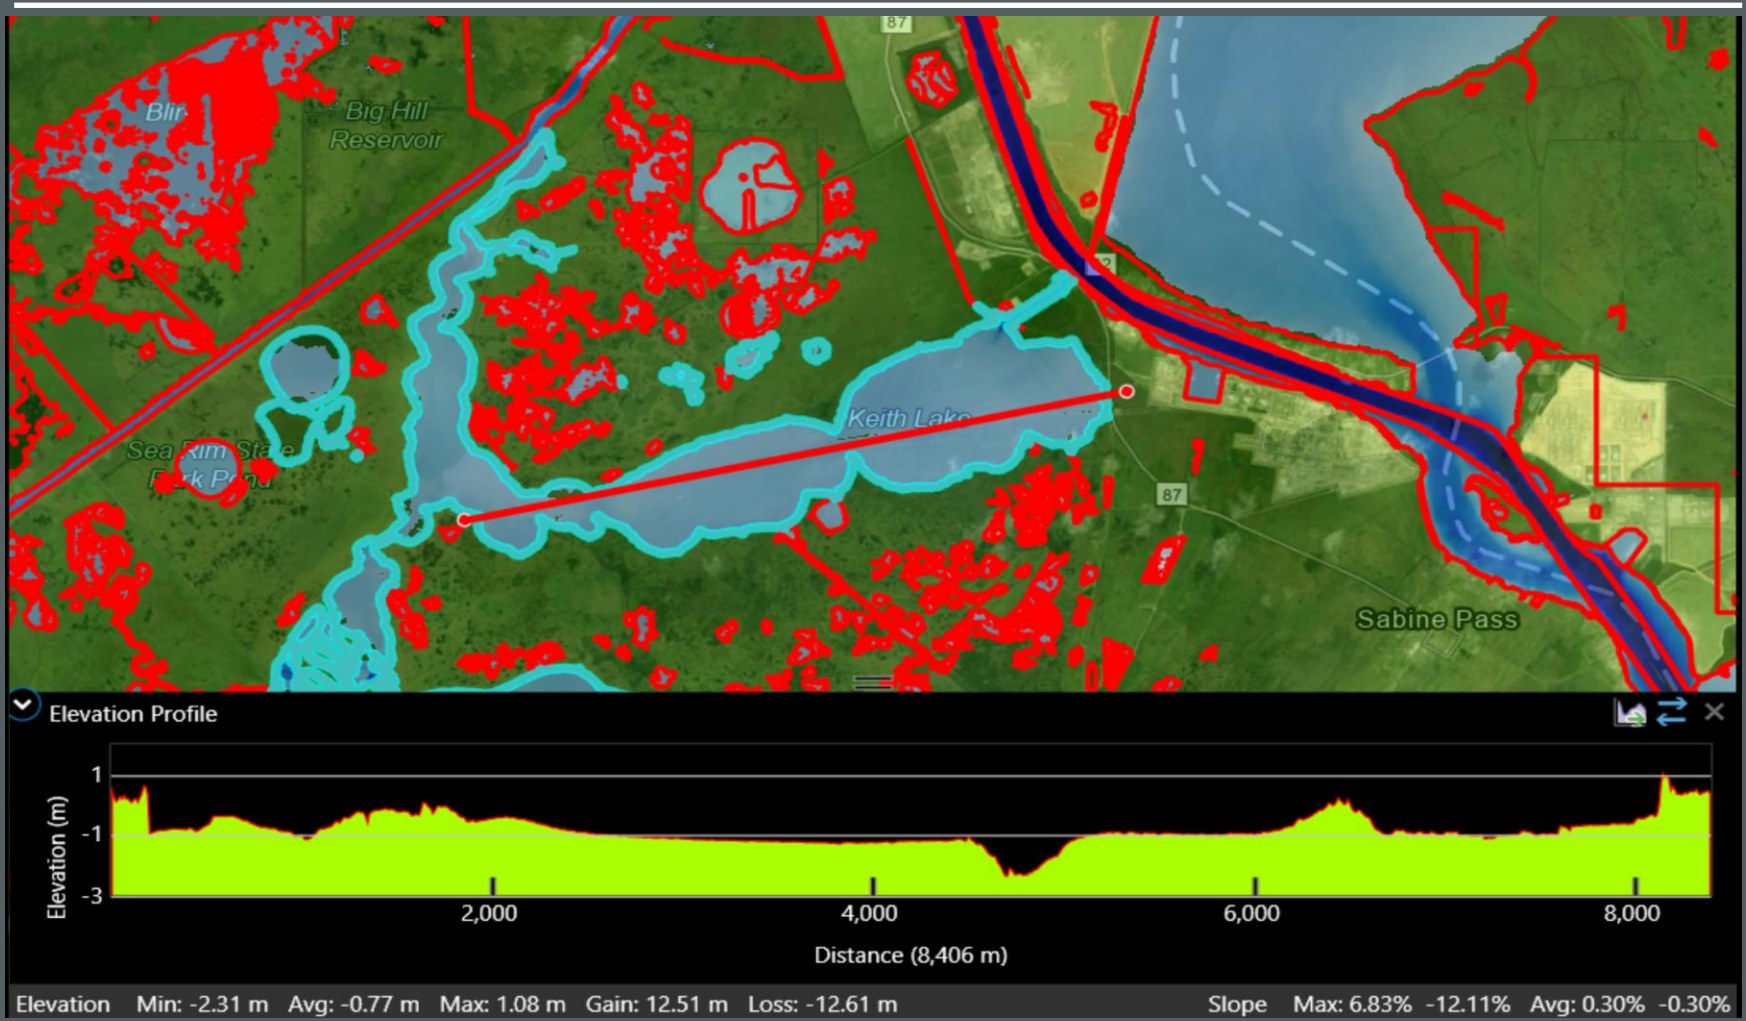 87
Big Hill
Reservoir
Keith Lake
Sea Rim State
Park Pond
87
Sabine Pass
Elevation Profile
Elevation (m)
1
-1
-3
2,000 4,000 6,000 8,000
Distance (8,406 m)
Elevation Min: -2.31 m Avg: -0.77 m Max: 1.08 m Gain: 12.51 m Loss: -12.61 m Slope Max: 6.83% -12.11% Avg: 0.30% -0.30%